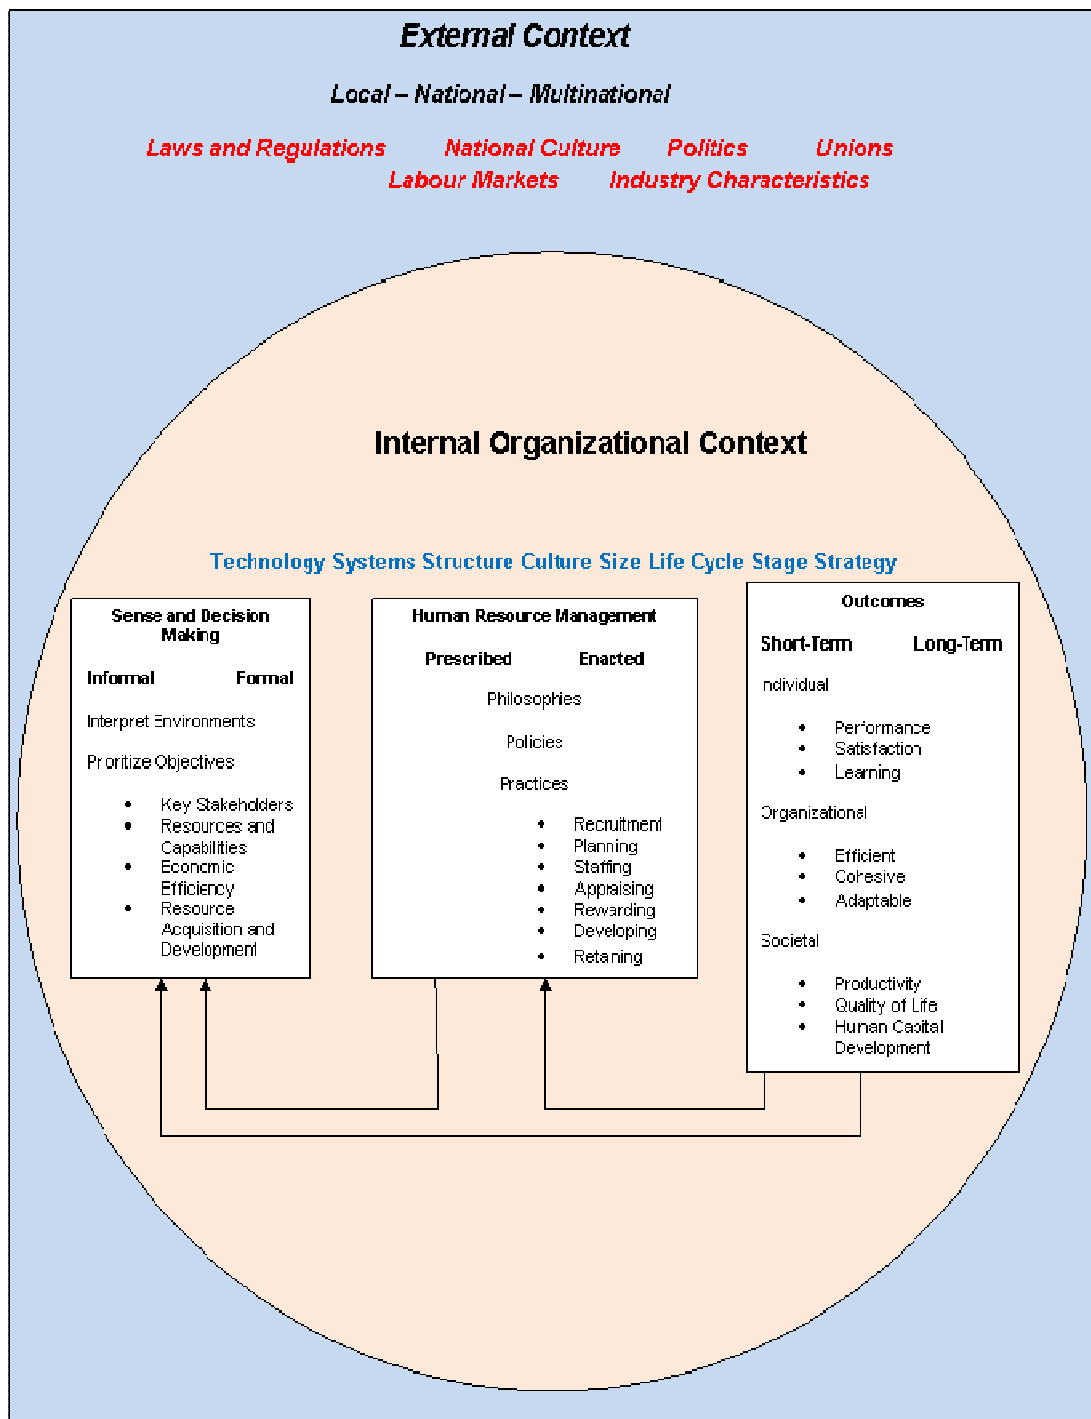 External Context
Local – National – Multinational
Laws and Regulations National Culture Politics Unions
Labour Markets Industry Characteristics
Internal Organizational Context
Technology Systems Structure Culture Size Life Cycle Stage Strategy
Sense and Decision
Making
Informal Formal
Interpret Environments
Prioritize Objectives
• Key Stakeholders
• Resources and
Capabilities
• Economic
Efficiency
• Resource
Acquisition and
Development
Human Resource Management
Prescribed Enacted
Philosophies
Policies
Practices
• Recruitment
• Planning
• Staffing
• Appraising
• Rewarding
• Developing
• Retaining
Outcomes
Short-Term Long-Term
Individual
• Performance
• Satisfaction
• Learning
Organizational
• Efficient
• Cohesive
• Adaptable
Societal
• Productivity
• Quality of Life
• Human Capital
Development